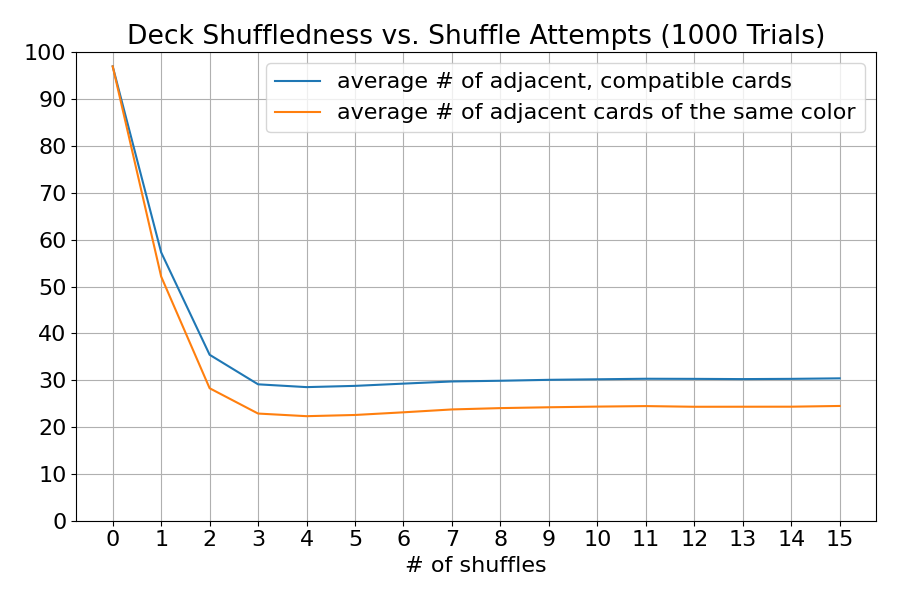 Deck Shuffledness vs. Shuffle Attempts (1000 Trials)
average # of adjacent, compatible cards
average # of adjacent cards of the same color
100
90
80
70
60
50
40
30
20
10
0
0 1 2 3 4 5 6 7 8 9 10 11 12 13 14 15
# of shuffles